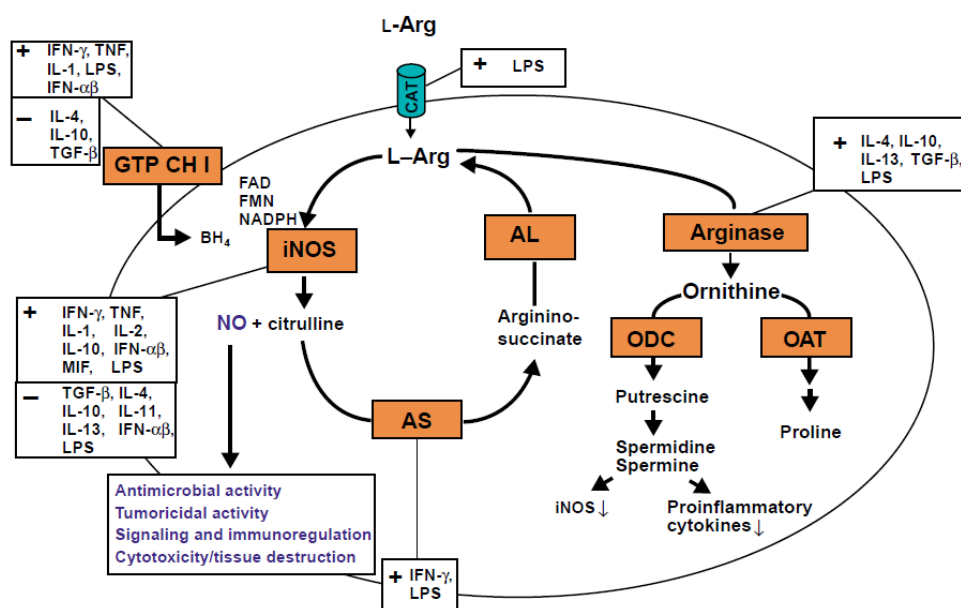 L-Arg
+ IFN-γ, TNF,
IL-1, LPS,
IFN-αβ
– IL-4,
IL-10,
TGF-β
GTP CH I
BH₄
CAT
+ LPS
L–Arg
FAD
FMN
NADPH
iNOS
AL
+ IL-4, IL-10,
IL-13, TGF-β,
LPS
Arginase
Ornithine
ODC
OAT
Putrescine
Proline
Spermidine
Spermine
iNOS↓
Proinflammatory
cytokines↓
+ IFN-γ, TNF,
IL-1, IL-2,
IL-10, IFN-αβ,
MIF, LPS
– TGF-β, IL-4,
IL-10, IL-11,
IL-13, IFN-αβ,
LPS
NO + citrulline
Arginino-
succinate
AS
Antimicrobial activity
Tumoricidal activity
Signaling and immunoregulation
Cytotoxicity/tissue destruction
+ IFN-γ,
LPS